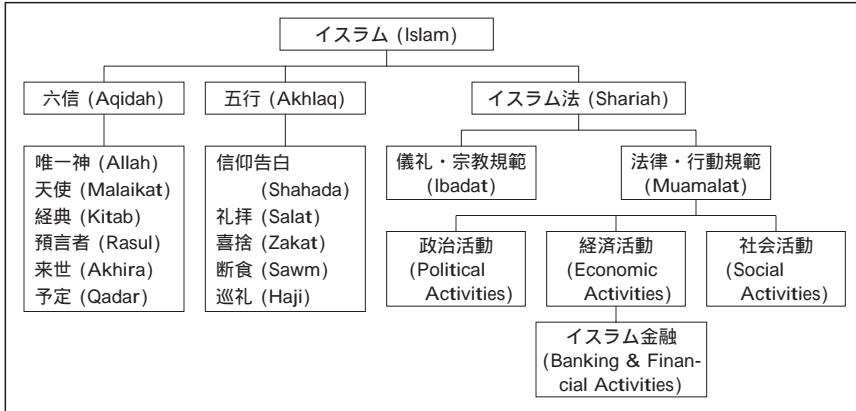 イスラム (Islam)
六信 (Aqidah)
五行 (Akhlaq)
イスラム法 (Shariah)
唯一神 (Allah)
天使 (Malaikat)
経典 (Kitab)
預言者 (Rasul)
来世 (Akhira)
予定 (Qadar)
信仰告白
(Shahada)
礼拝 (Salat)
喜捨 (Zakat)
断食 (Sawm)
巡礼 (Haji)
儀礼・宗教規範
(Ibadat)
法律・行動規範
(Muamalat)
政治活動
(Political
Activities)
経済活動
(Economic
Activities)
社会活動
(Social
Activities)
イスラム金融
(Banking & Finan-
cial Activities)